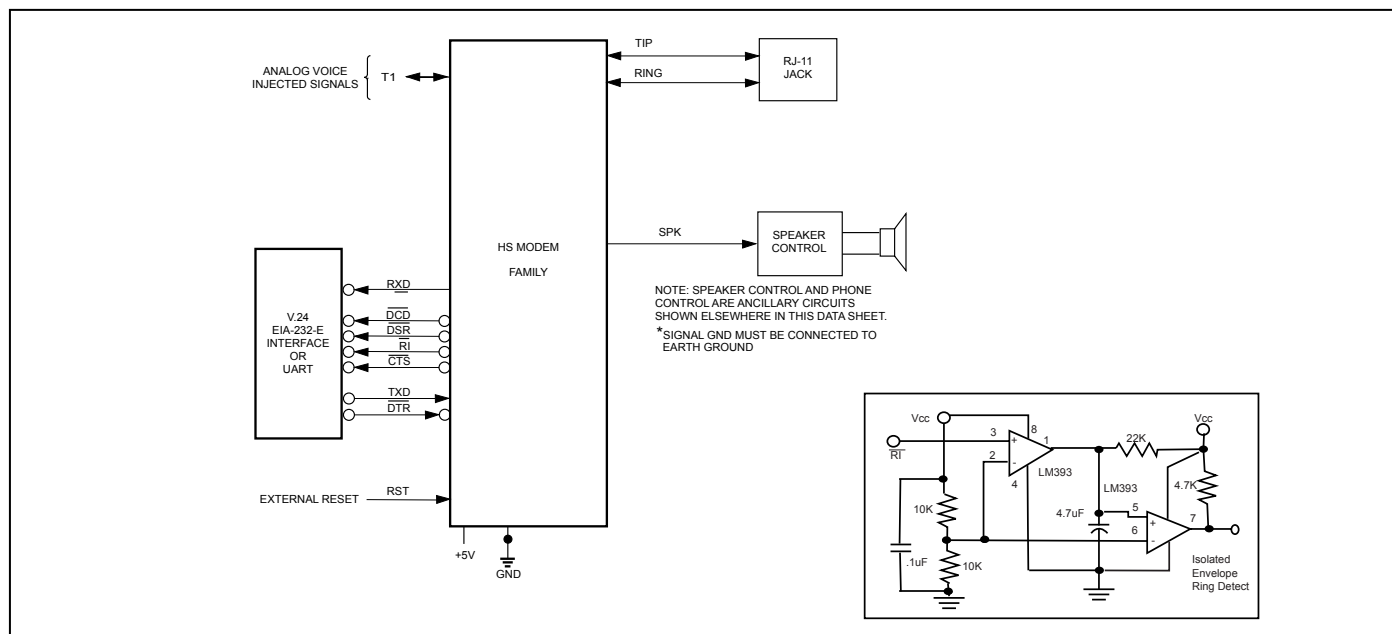 TIP
RING
RJ-11
JACK
ANALOG VOICE
INJECTED SIGNALS
T1
SPK
SPEAKER
CONTROL
HS MODEM
FAMILY
NOTE: SPEAKER CONTROL AND PHONE
CONTROL ARE ANCILLARY CIRCUITS
SHOWN ELSEWHERE IN THIS DATA SHEET.
*SIGNAL GND MUST BE CONNECTED TO
EARTH GROUND
V.24
EIA-232-E
INTERFACE
OR
UART
RXD
DCD
DSR
RI
CTS
TXD
DTR
EXTERNAL RESET
RST
+5V
GND
Vcc
RI
3
+
2
-
8
1
4
LM393
22K
Vcc
LM393
4.7K
10K
4.7uF
5
+
6
-
7
.1uF
10K
Isolated
Envelope
Ring Detect